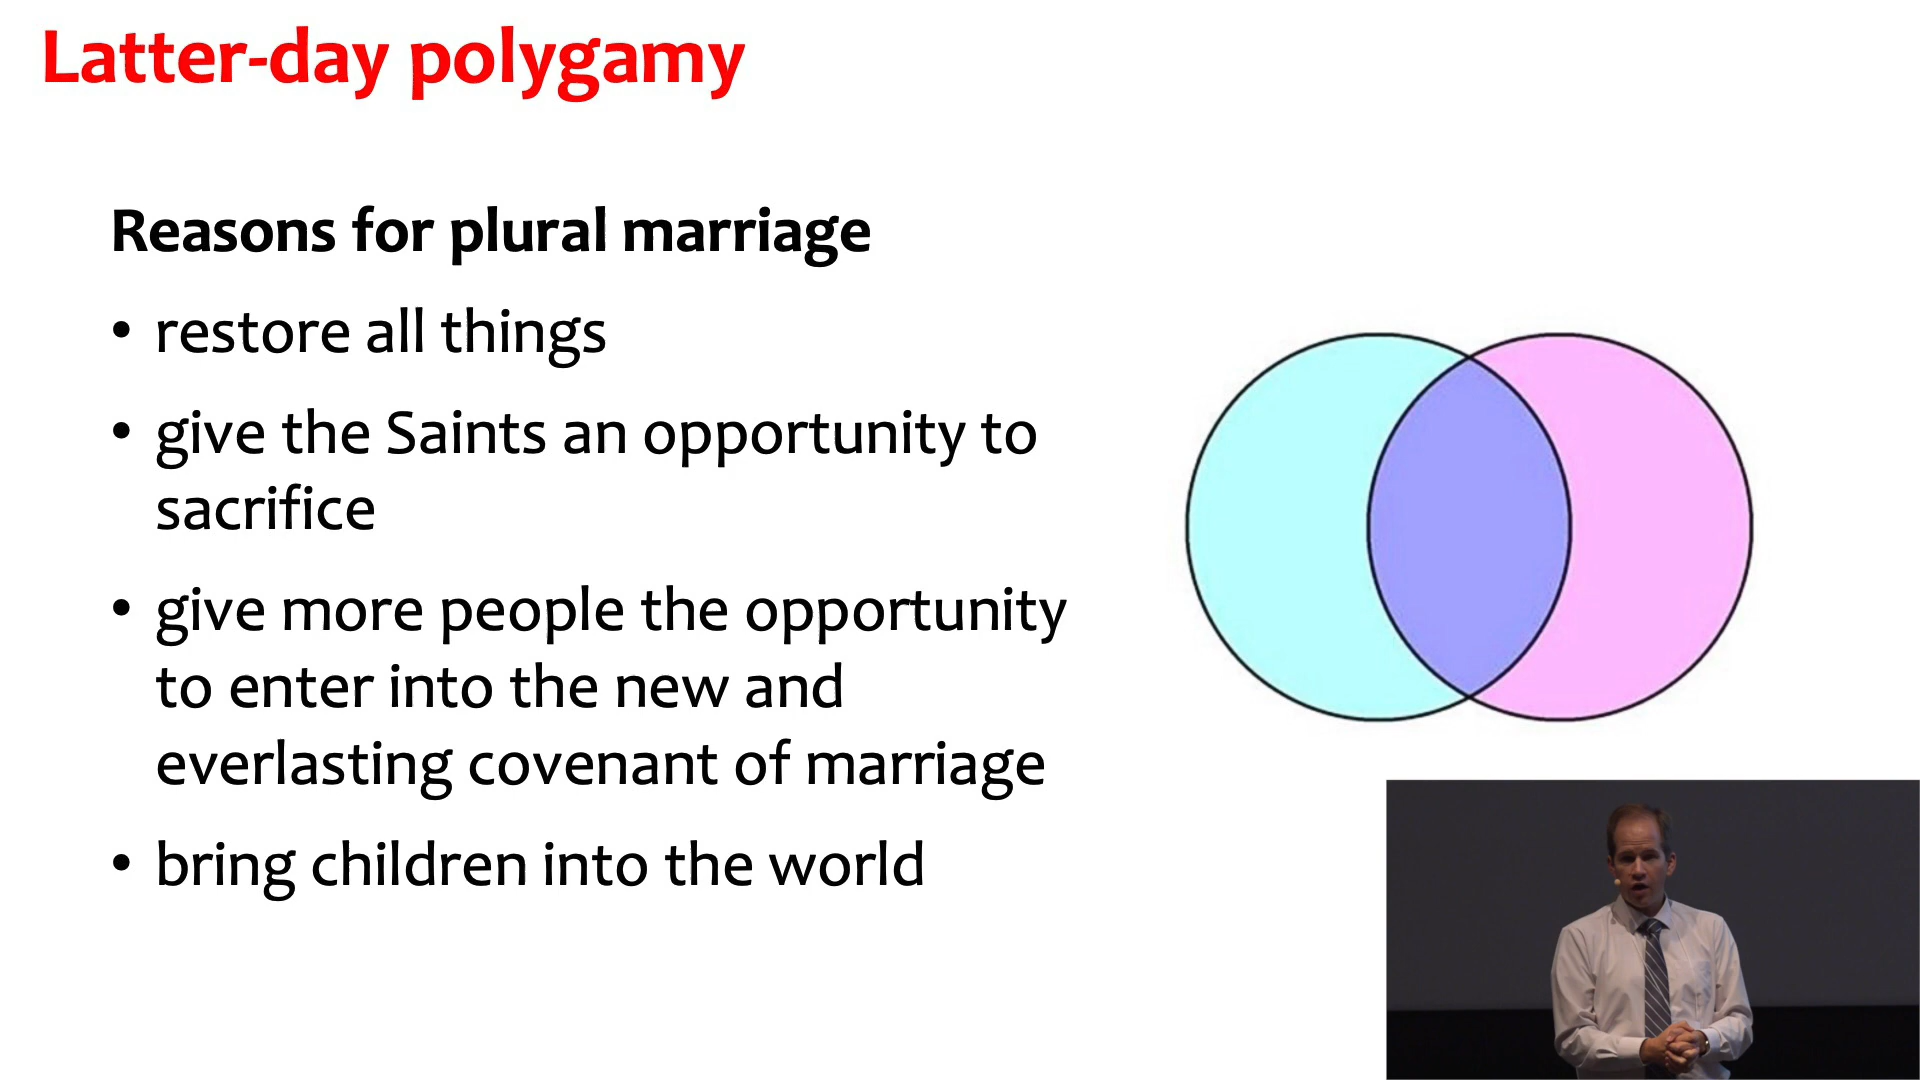 Latter-day polygamy
Reasons for plural marriage
• restore all things
• give the Saints an opportunity to
sacrifice
• give more people the opportunity
to enter into the new and
everlasting covenant of marriage
• bring children into the world